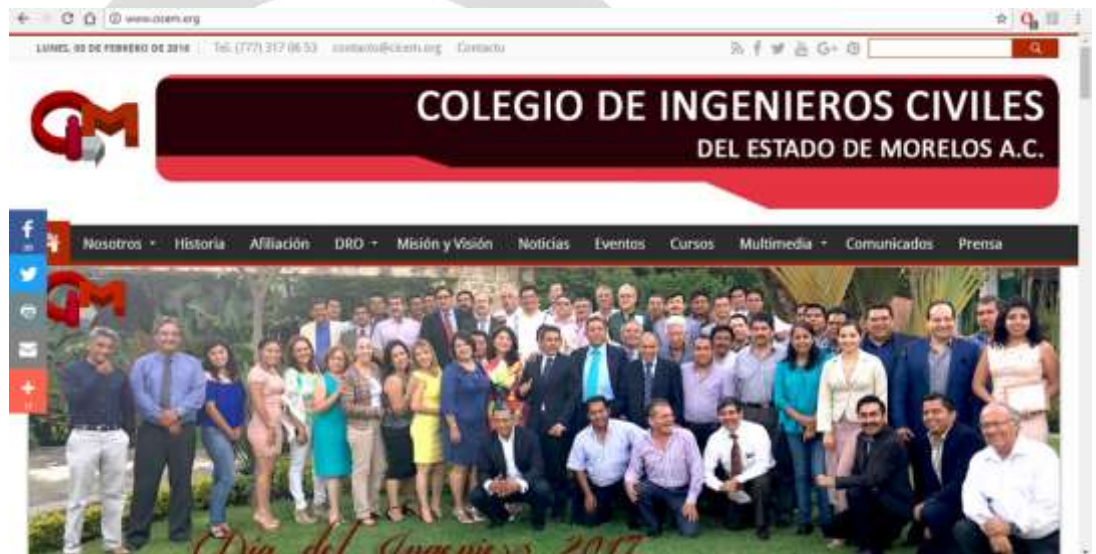 www.cicem.org
LUNES, DE FEBRERO DE 2018 Tel. (777) 317 06 53 contacto@cicem.org Contacto
COLEGIO DE INGENIEROS CIVILES
DEL ESTADO DE MORELOS A.C.
CIM
Nosotros Historia Afiliación DRO Misión y Visión Noticias Eventos Cursos Multimedia Comunicados Prensa
Día del Ingeniero 2017